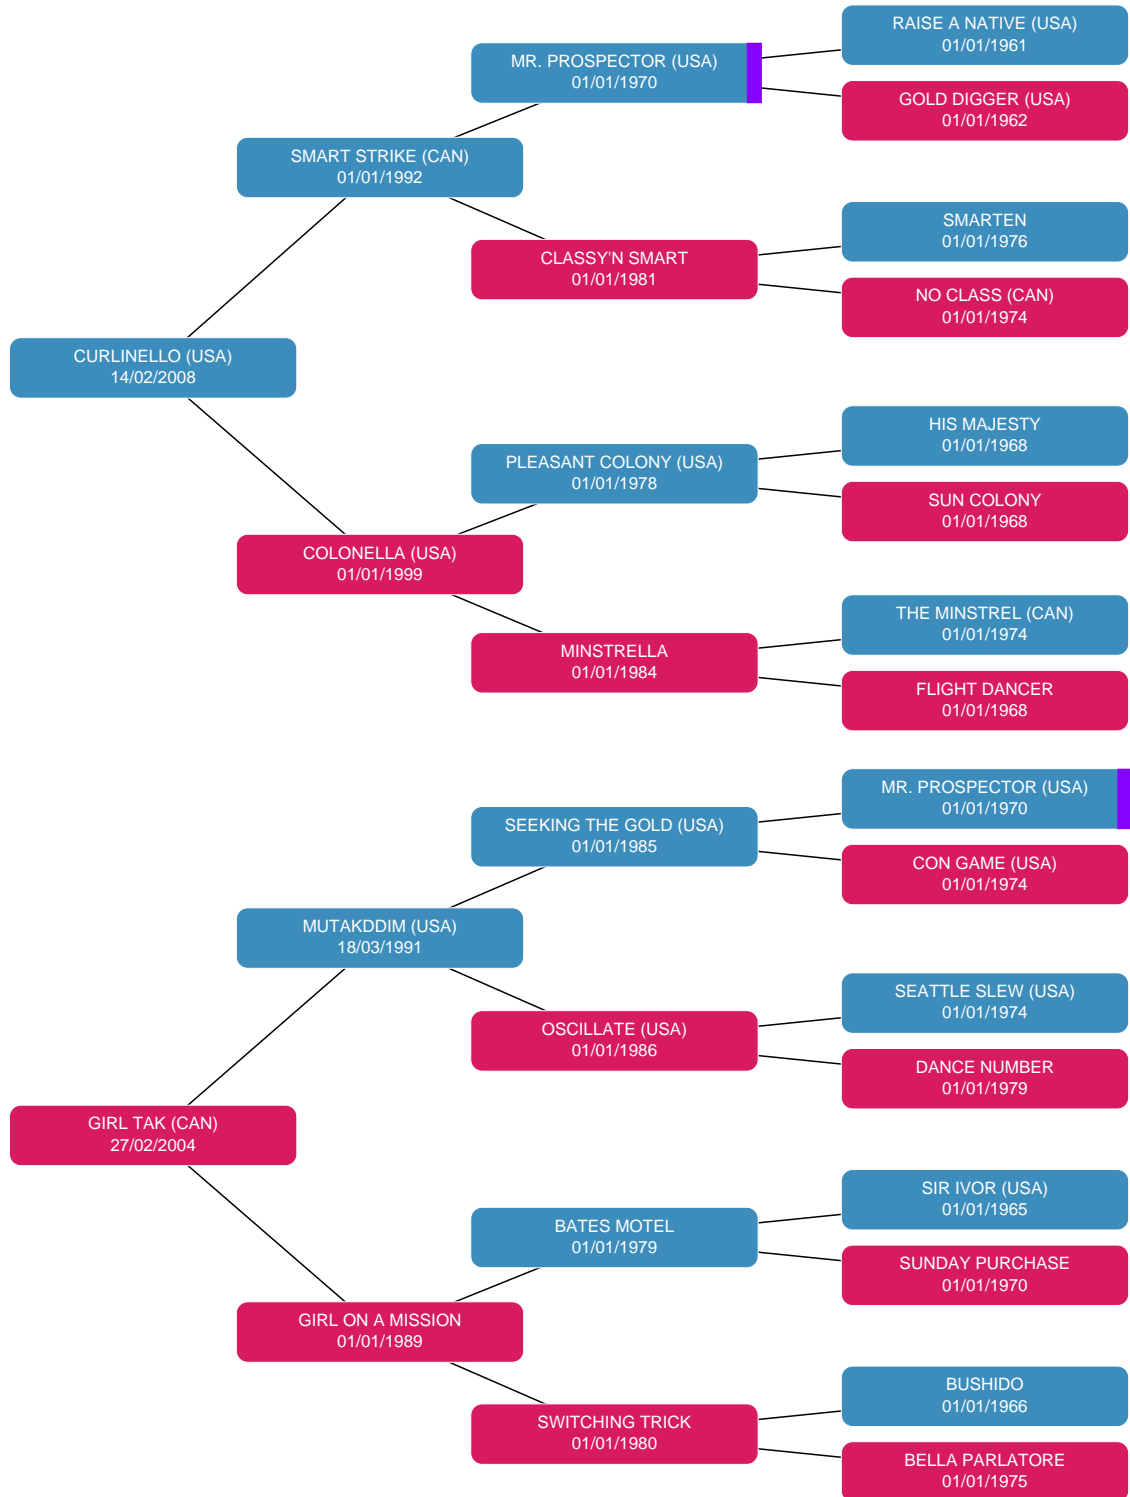 RAISE A NATIVE (USA)
01/01/1961
MR. PROSPECTOR (USA)
01/01/1970
GOLD DIGGER (USA)
01/01/1962
SMART STRIKE (CAN)
01/01/1992
SMARTEN
01/01/1976
CLASSY'N SMART
01/01/1981
NO CLASS (CAN)
01/01/1974
CURLINELLO (USA)
14/02/2008
HIS MAJESTY
01/01/1968
PLEASANT COLONY (USA)
01/01/1978
SUN COLONY
01/01/1968
COLONELLA (USA)
01/01/1999
THE MINSTREL (CAN)
01/01/1974
MINSTRELLA
01/01/1984
FLIGHT DANCER
01/01/1968
MR. PROSPECTOR (USA)
01/01/1970
SEEKING THE GOLD (USA)
01/01/1985
CON GAME (USA)
01/01/1974
MUTAKDDIM (USA)
18/03/1991
SEATTLE SLEW (USA)
01/01/1974
OSCILLATE (USA)
01/01/1986
DANCE NUMBER
01/01/1979
GIRL TAK (CAN)
27/02/2004
SIR IVOR (USA)
01/01/1965
BATES MOTEL
01/01/1979
SUNDAY PURCHASE
01/01/1970
GIRL ON A MISSION
01/01/1989
BUSHIDO
01/01/1966
SWITCHING TRICK
01/01/1980
BELLA PARLATORE
01/01/1975